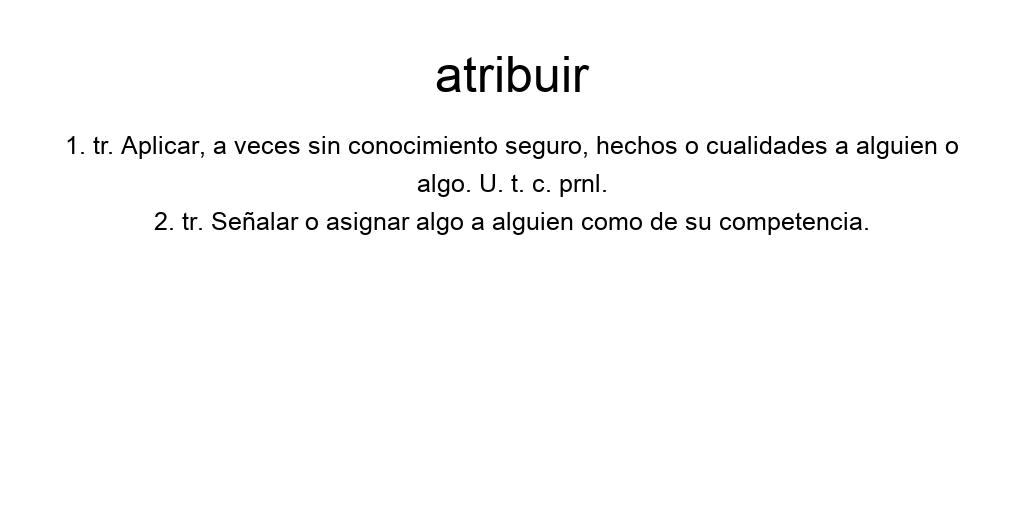 atribuir
1. tr. Aplicar, a veces sin conocimiento seguro, hechos o cualidades a alguien o
algo. U. t. c. prnl.
2. tr. Señalar o asignar algo a alguien como de su competencia.